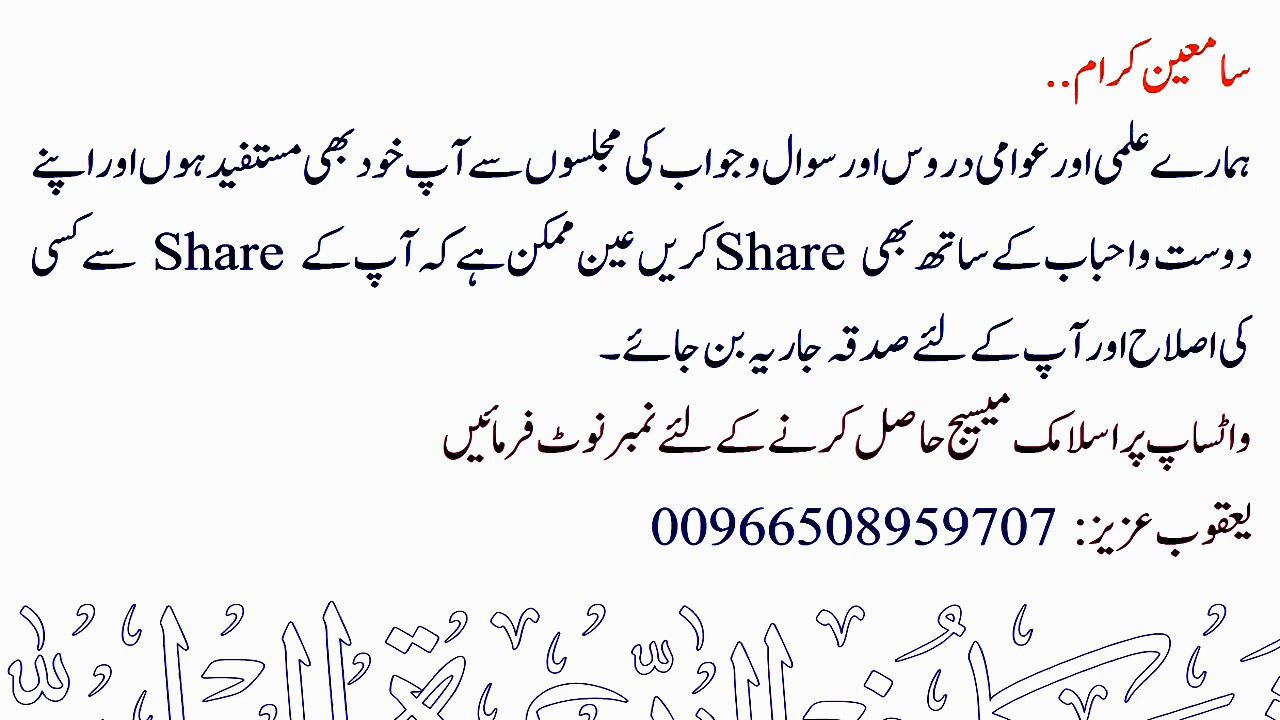 سامعین کرام..
ہمارے علمی اور عوامی دروس اور سوال و جواب کی مجلسوں سے آپ خود بھی مستفید ہوں اور اپنے
دوست واحباب کے ساتھ بھی Share کریں عین ممکن ہے کہ آپ کے Share سے کسی
کی اصلاح اور آپ کے لئے صدقہ جاریہ بن جائے۔
واٹساپ پر اسلامک میسیج حاصل کرنے کے لئے نمبر نوٹ فرمائیں
یعقوب عزیز: 00966508959707